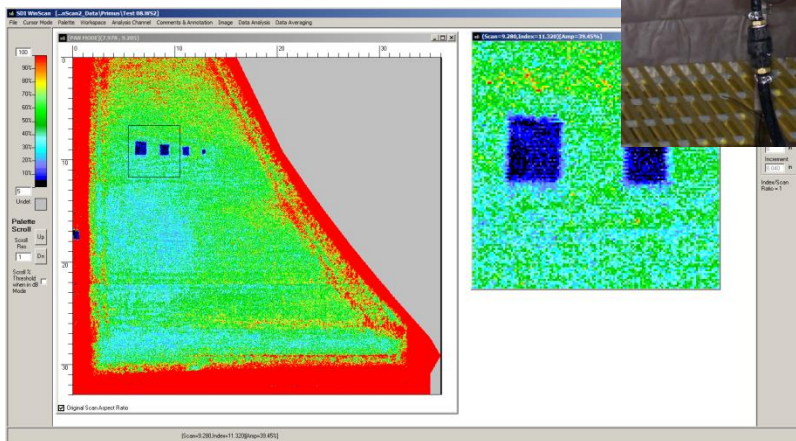 SDI WinScan [...nScan2_Data\Primus\Test 08.WS2]
File Cursor Mode Palette Workspace Analysis Channel Comments & Annotation Image Data Analysis Data Averaging
100
90%
80%
70%
60%
50%
40%
30%
20%
10%
5
Undef.
Palette
Scroll
Scroll
Res
1
Up
Dn
Scroll %
Threshold
when in dB
Mode
0 10 20 30
0
10
20
30
Original Scan Aspect Ratio
(Scan=9.280,Index=11.320)[Amp=39.45%]
in
Increment
in
Index/Scan
Ratio = 1
[Scan=9.280,Index=11.320][Amp=39.45%]